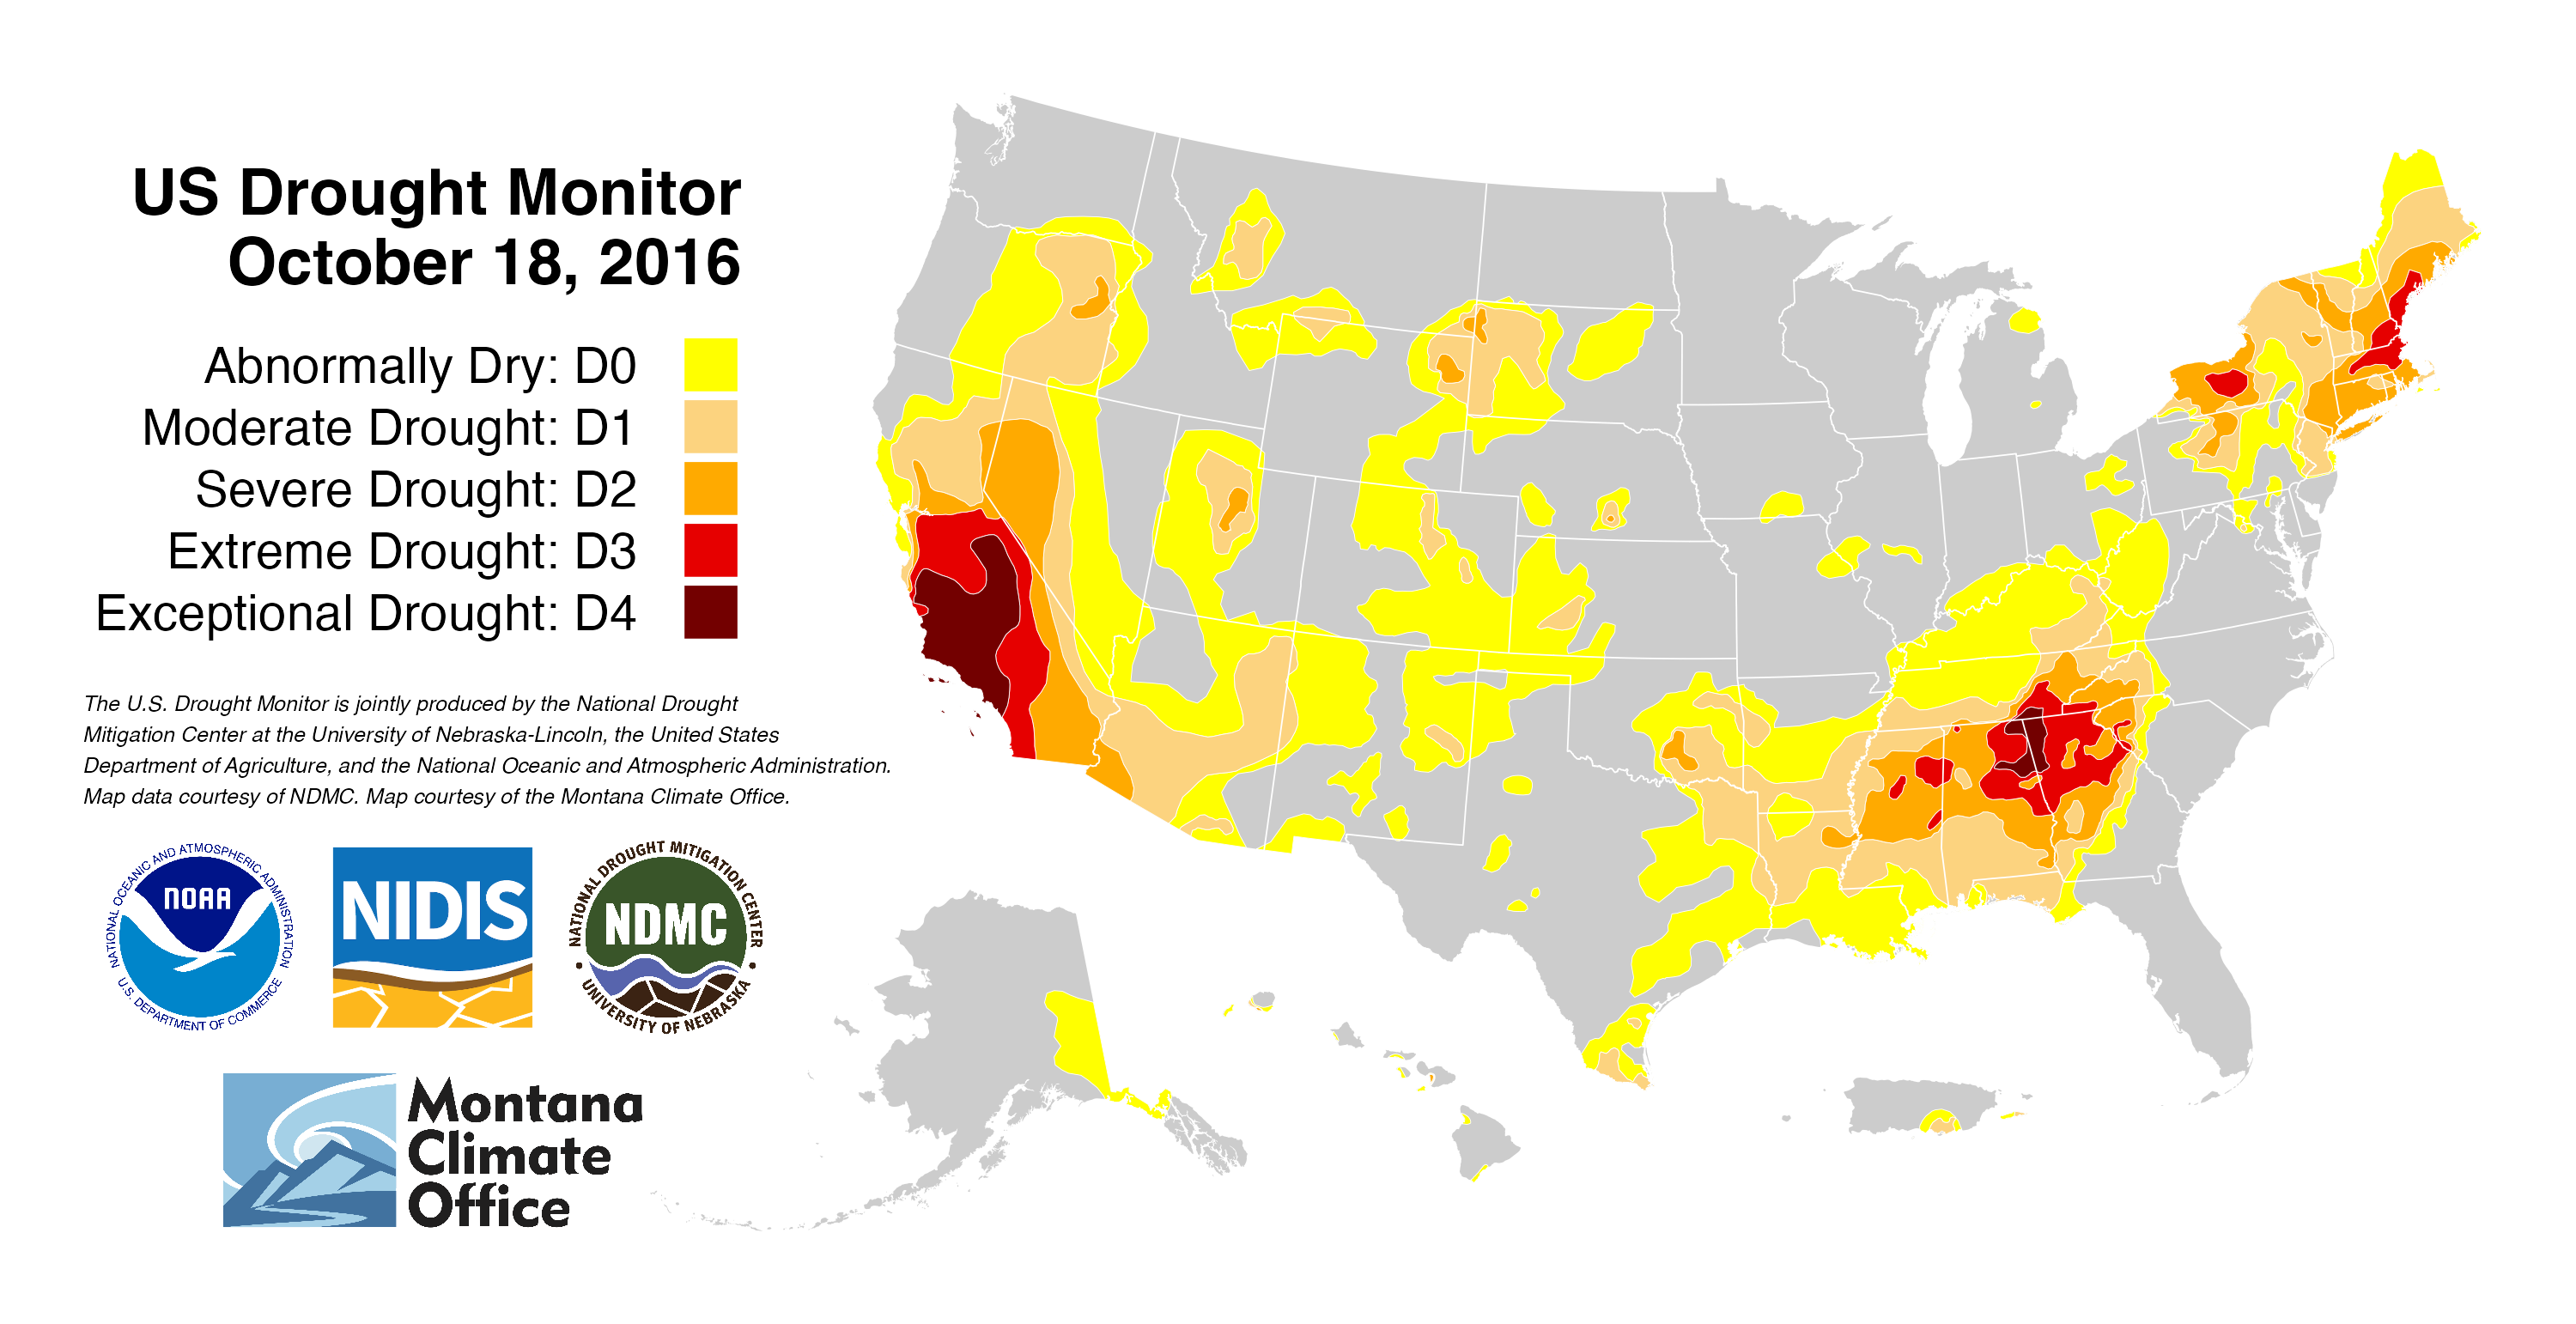 US Drought Monitor
October 18, 2016
Abnormally Dry: D0
Moderate Drought: D1
Severe Drought: D2
Extreme Drought: D3
Exceptional Drought: D4
The U.S. Drought Monitor is jointly produced by the National Drought
Mitigation Center at the University of Nebraska-Lincoln, the United States
Department of Agriculture, and the National Oceanic and Atmospheric Administration.
Map data courtesy of NDMC. Map courtesy of the Montana Climate Office.
NATIONAL OCEANIC AND ATMOSPHERIC ADMINISTRATION
NOAA
U.S. DEPARTMENT OF COMMERCE
NIDIS
NATIONAL DROUGHT MITIGATION CENTER
NDMC
• UNIVERSITY OF NEBRASKA •
Montana
Climate
Office